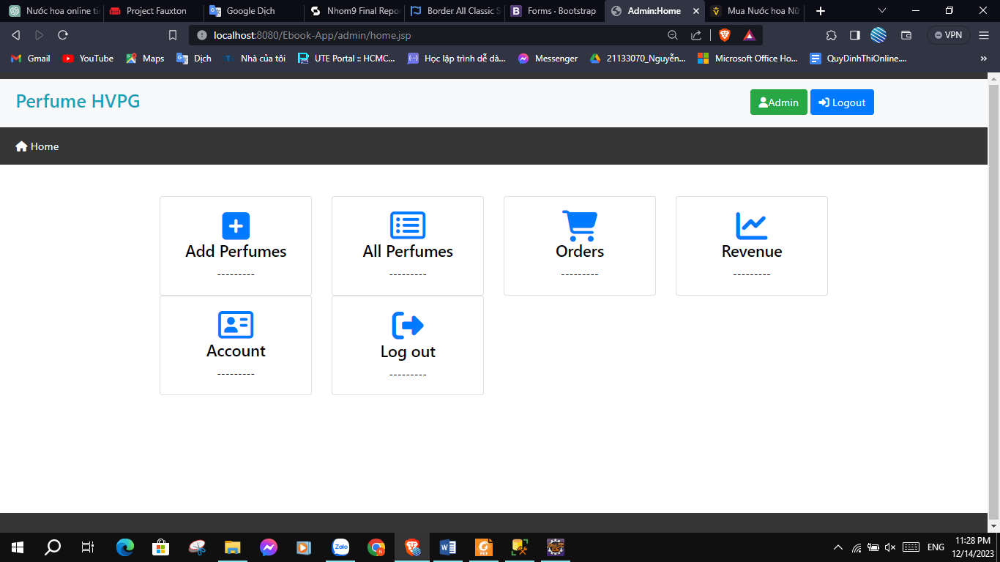 Nước hoa online ti
Project Fauxton
Google Dịch
Nhom9 Final Repor
Border All Classic S
Forms · Bootstrap
Admin:Home
Mua Nước hoa Nữ
localhost:8080/Ebook-App/admin/home.jsp
VPN
Gmail
YouTube
Maps
Dịch
T Nhà của tôi
UTE Portal :: HCMC...
Học lập trình dễ dà...
Messenger
21133070_Nguyễn...
Microsoft Office Ho...
QuyDinhThiOnline....
»
Perfume HVPG
Admin
Logout
Home
Add Perfumes
---------
All Perfumes
---------
Orders
---------
Revenue
---------
Account
---------
Log out
---------
Zalo
PDF
ENG
11:28 PM
12/14/2023